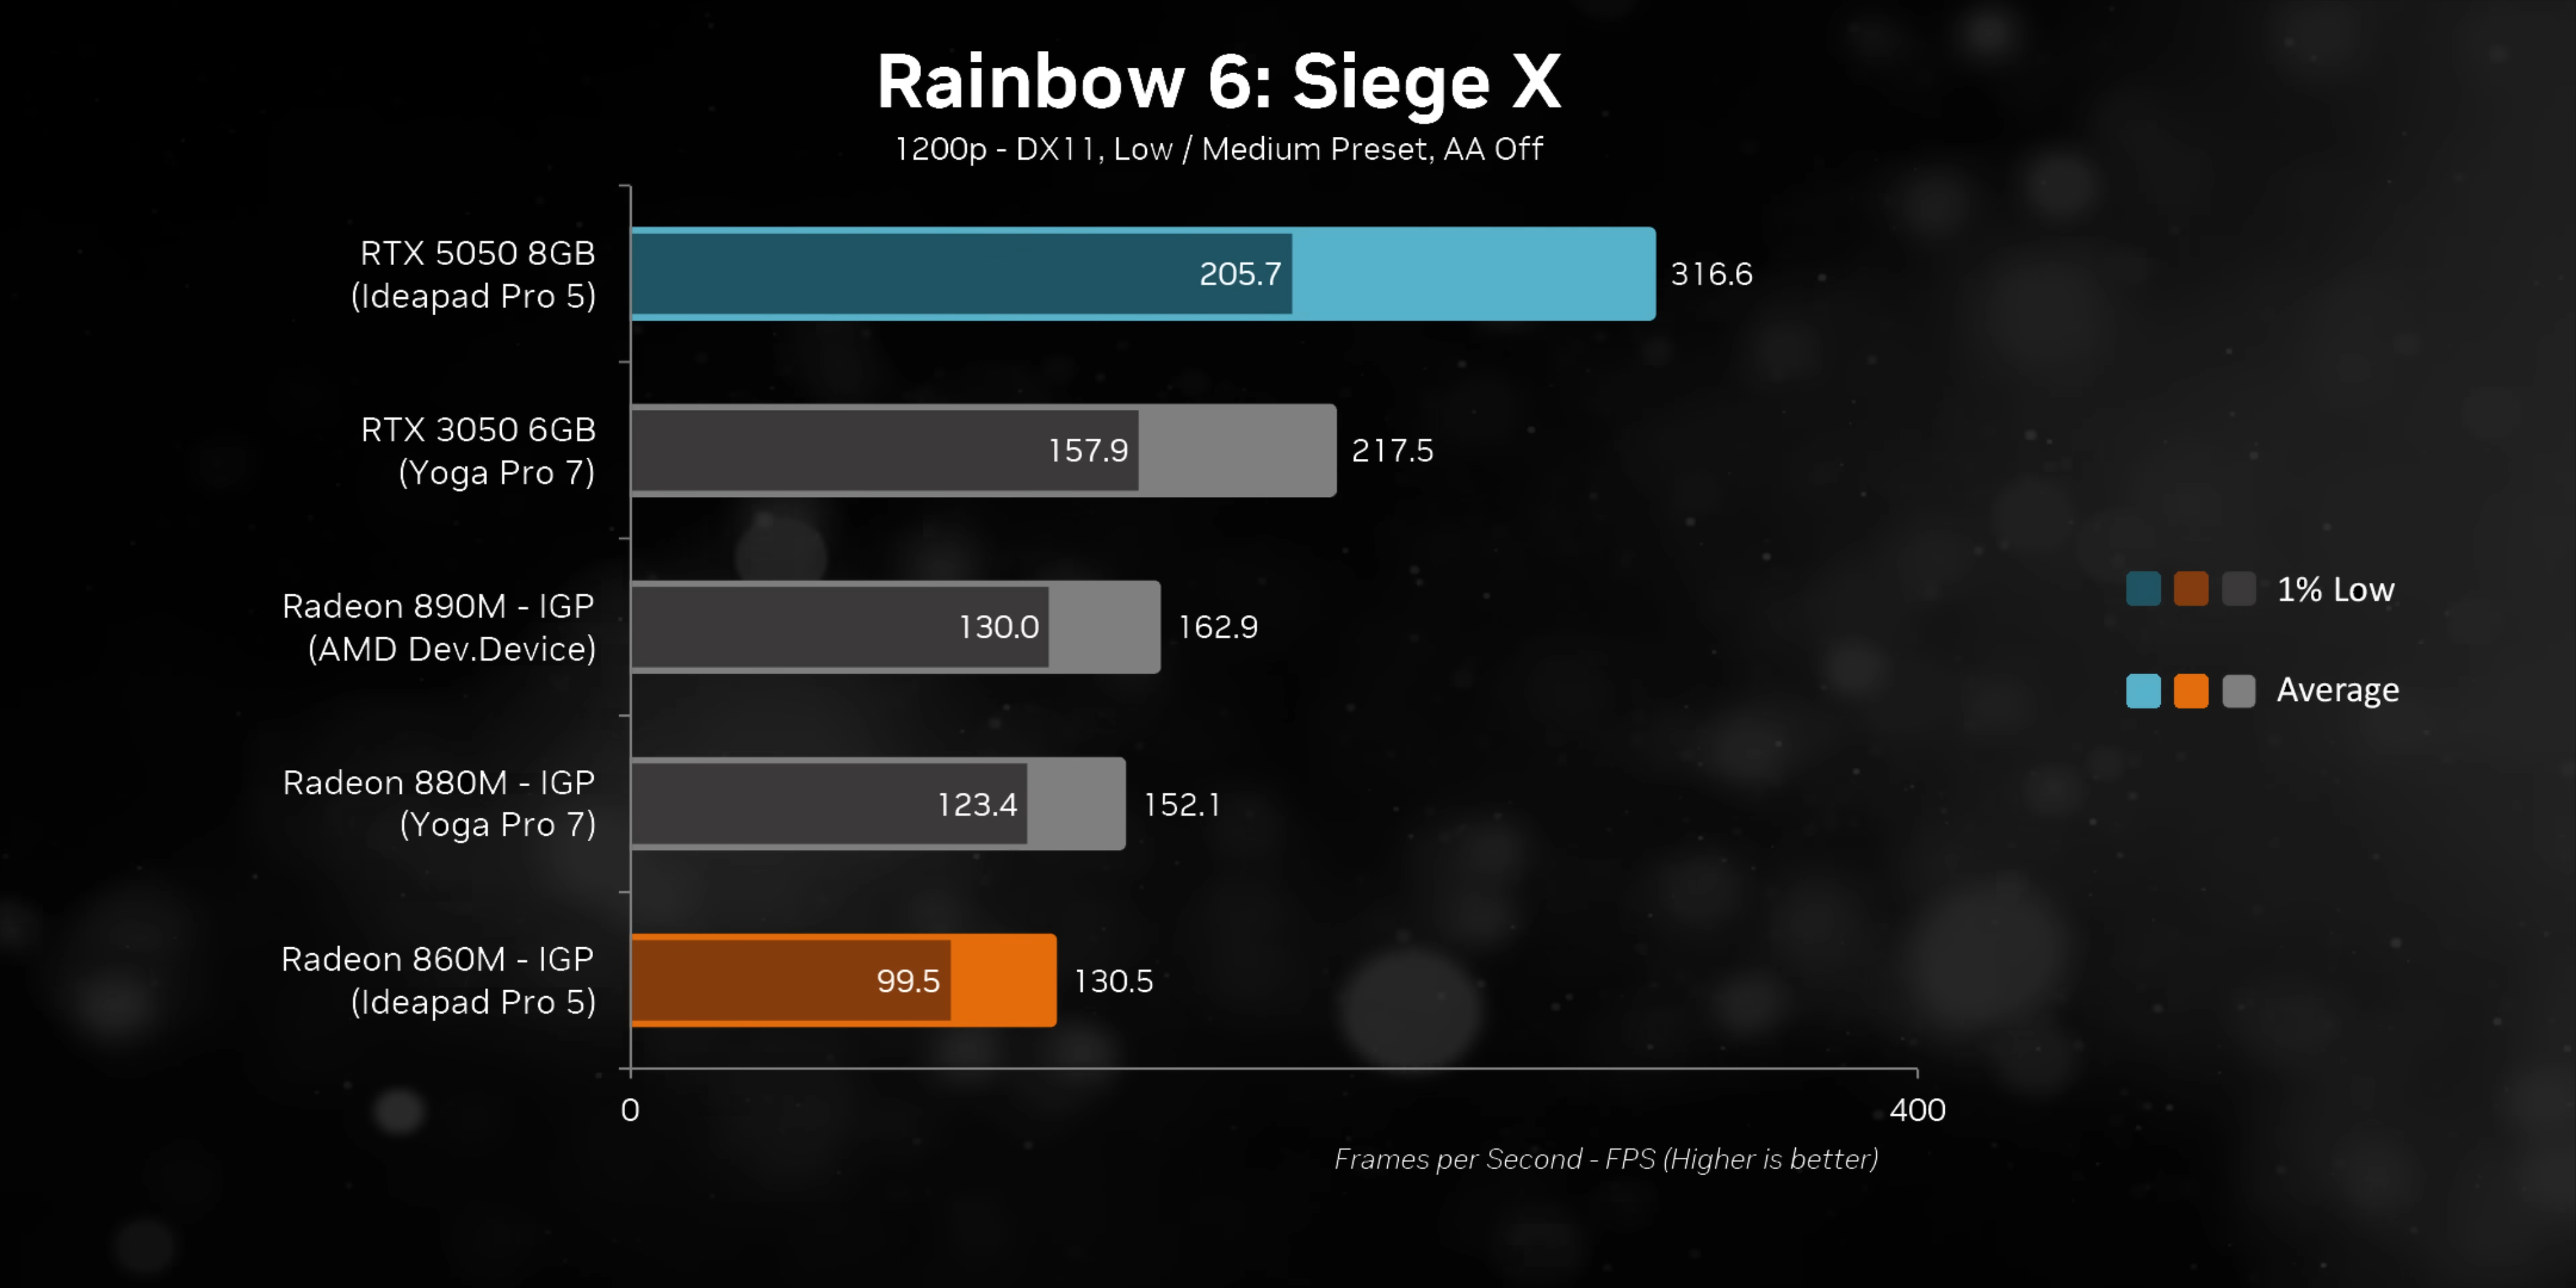 Rainbow 6: Siege X
1200p - DX11, Low / Medium Preset, AA Off
RTX 5050 8GB
(Ideapad Pro 5)
205.7
316.6
RTX 3050 6GB
(Yoga Pro 7)
157.9
217.5
Radeon 890M - IGP
(AMD Dev.Device)
130.0
162.9
Radeon 880M - IGP
(Yoga Pro 7)
123.4
152.1
Radeon 860M - IGP
(Ideapad Pro 5)
99.5
130.5
0
400
Frames per Second - FPS (Higher is better)
1% Low
Average